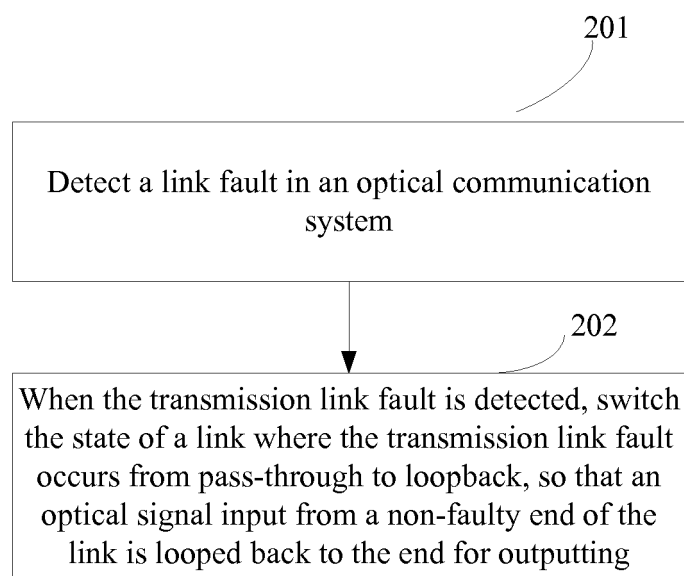 201
Detect a link fault in an optical communication
system
202
When the transmission link fault is detected, switch
the state of a link where the transmission link fault
occurs from pass-through to loopback, so that an
optical signal input from a non-faulty end of the
link is looped back to the end for outputting